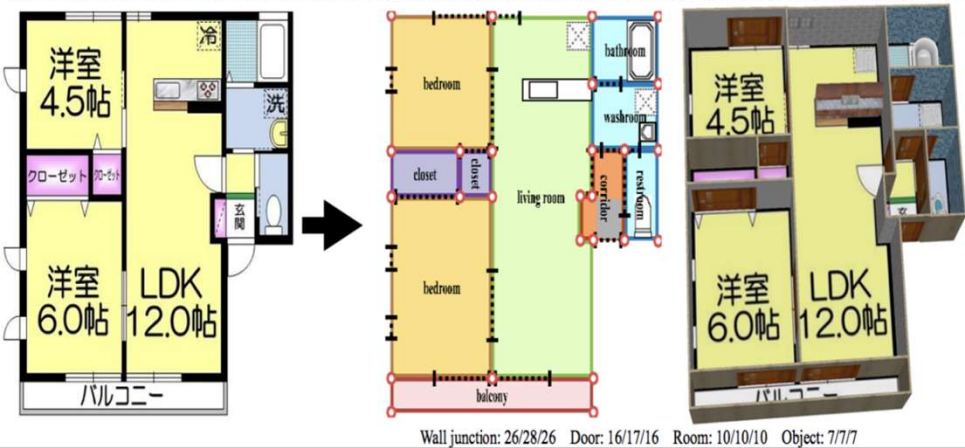 洋室
4.5帖
冷
洗
クローゼット
クローゼット
玄
関
洋室
6.0帖
LDK
12.0帖
バルコニー
bedroom
bathroom
washroom
closet
closet
living room
corridor
restroom
bedroom
balcony
洋室
4.5帖
玄
洋室
6.0帖
LDK
12.0帖
バルコニー
Wall junction: 26/28/26 Door: 16/17/16 Room: 10/10/10 Object: 7/7/7